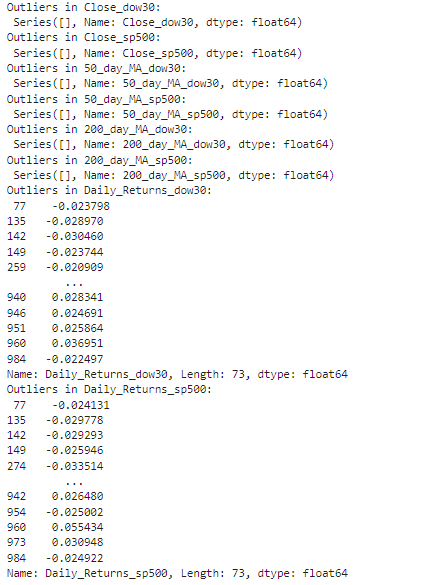 Outliers in Close_dow30:
 Series([], Name: Close_dow30, dtype: float64)
Outliers in Close_sp500:
 Series([], Name: Close_sp500, dtype: float64)
Outliers in 50_day_MA_dow30:
 Series([], Name: 50_day_MA_dow30, dtype: float64)
Outliers in 50_day_MA_sp500:
 Series([], Name: 50_day_MA_sp500, dtype: float64)
Outliers in 200_day_MA_dow30:
 Series([], Name: 200_day_MA_dow30, dtype: float64)
Outliers in 200_day_MA_sp500:
 Series([], Name: 200_day_MA_sp500, dtype: float64)
Outliers in Daily_Returns_dow30:
 77    -0.023798
135   -0.028970
142   -0.030460
149   -0.023744
259   -0.020909
         ...
940    0.028341
946    0.024691
951    0.025864
960    0.036951
984   -0.022497
Name: Daily_Returns_dow30, Length: 73, dtype: float64
Outliers in Daily_Returns_sp500:
 77    -0.024131
135   -0.029778
142   -0.029293
149   -0.025946
274   -0.033514
         ...
942    0.026480
954   -0.025002
960    0.055434
973    0.030948
984   -0.024922
Name: Daily_Returns_sp500, Length: 73, dtype: float64